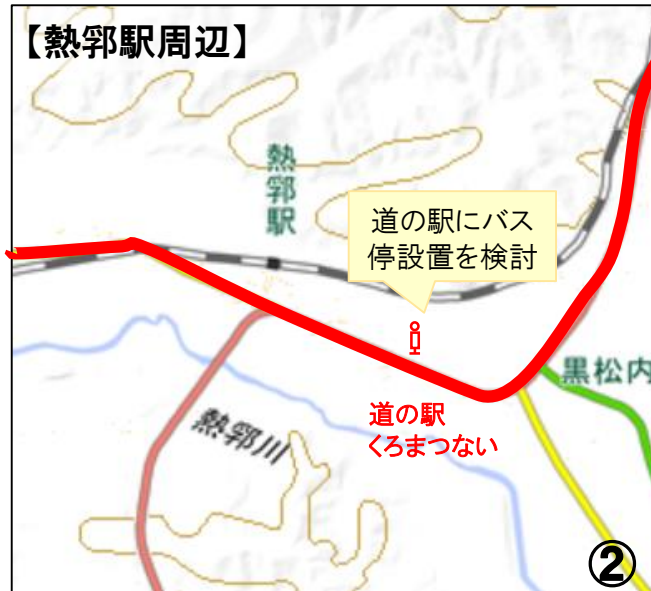 【熱郛駅周辺】
熱郛駅
道の駅にバス
停設置を検討
黒松内
道の駅
くろまつない
熱郛川
②